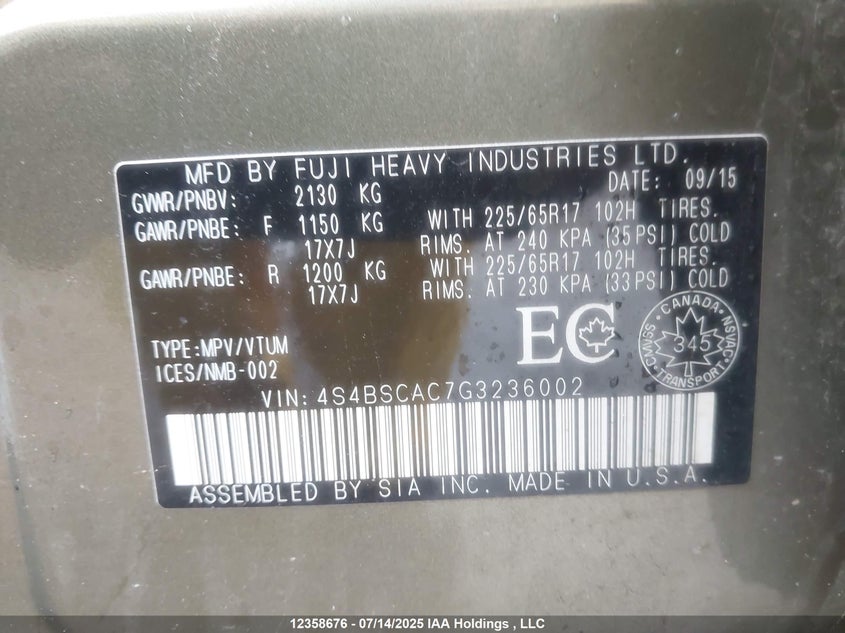 MFD BY FUJI HEAVY INDUSTRIES LTD.
DATE: 09/15
GVWR/PNBV: 2130 KG
GAWR/PNBE: F 1150 KG WITH 225/65R17 102H TIRES.
17X7J RIMS. AT 240 KPA (35PSI) COLD
GAWR/PNBE: R 1200 KG WITH 225/65R17 102H TIRES.
17X7J RIMS. AT 230 KPA (33PSI) COLD
EC
CANADA
CMVSS
NSVAC
345
TRANSPORT
TYPE:MPV/VTUM
ICES/NMB-002
VIN:4S4BSCAC7G3236002
ASSEMBLED BY SIA INC. MADE IN U.S.A.
12358676 - 07/14/2025 IAA Holdings , LLC